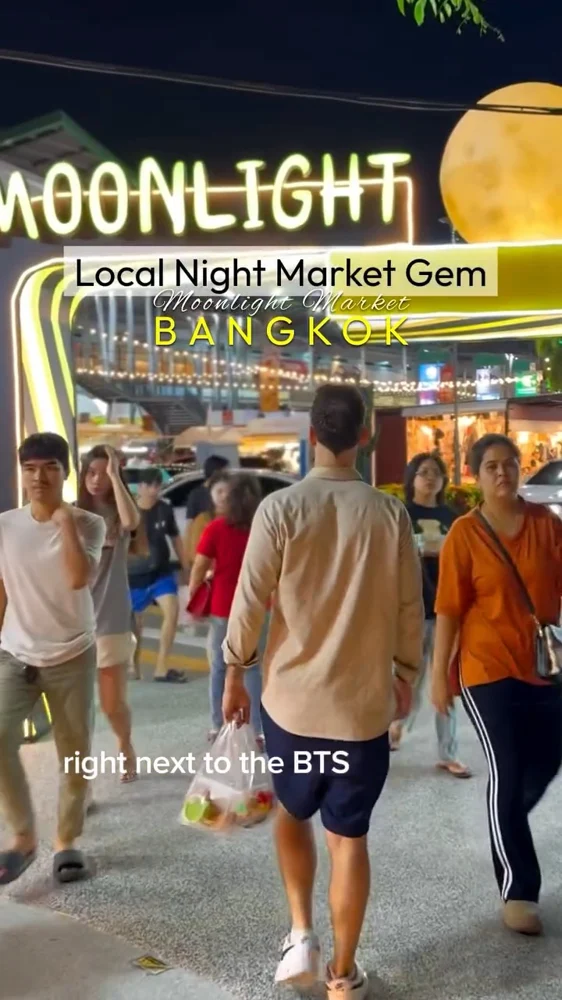 MOONLIGHT
Local Night Market Gem
Moonlight Market
BANGKOK
right next to the BTS